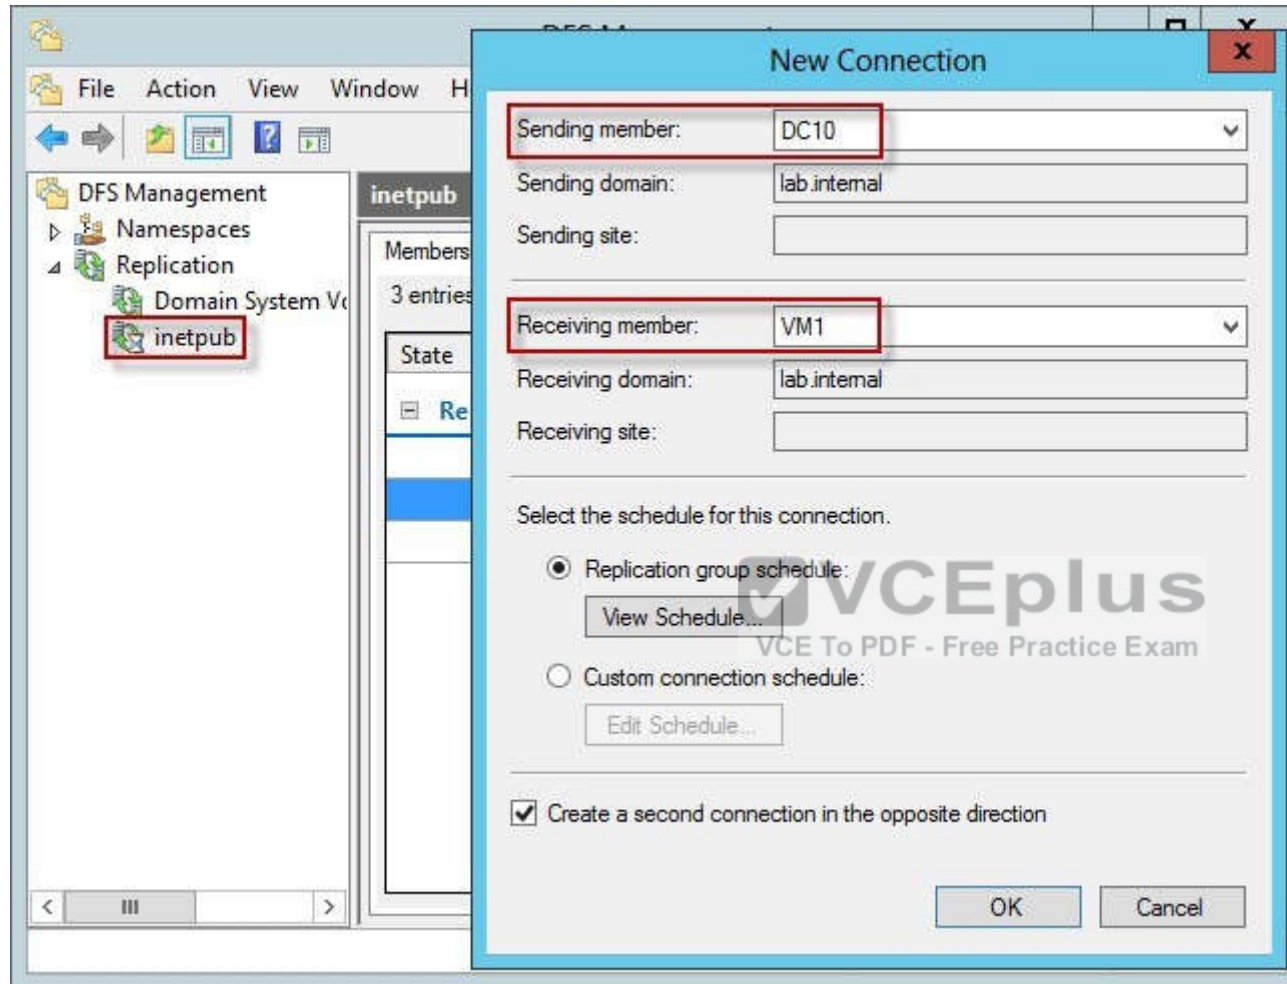 New Connection
File Action View Window H
DFS Management
Namespaces
Replication
Domain System Vo
inetpub
inetpub
Members
3 entries
State
Re
Sending member: DC10
Sending domain: lab.internal
Sending site:
Receiving member: VM1
Receiving domain: lab.internal
Receiving site:
Select the schedule for this connection.
Replication group schedule:
View Schedule...
Custom connection schedule:
Edit Schedule...
Create a second connection in the opposite direction
OK Cancel
VCEplus
VCE To PDF - Free Practice Exam